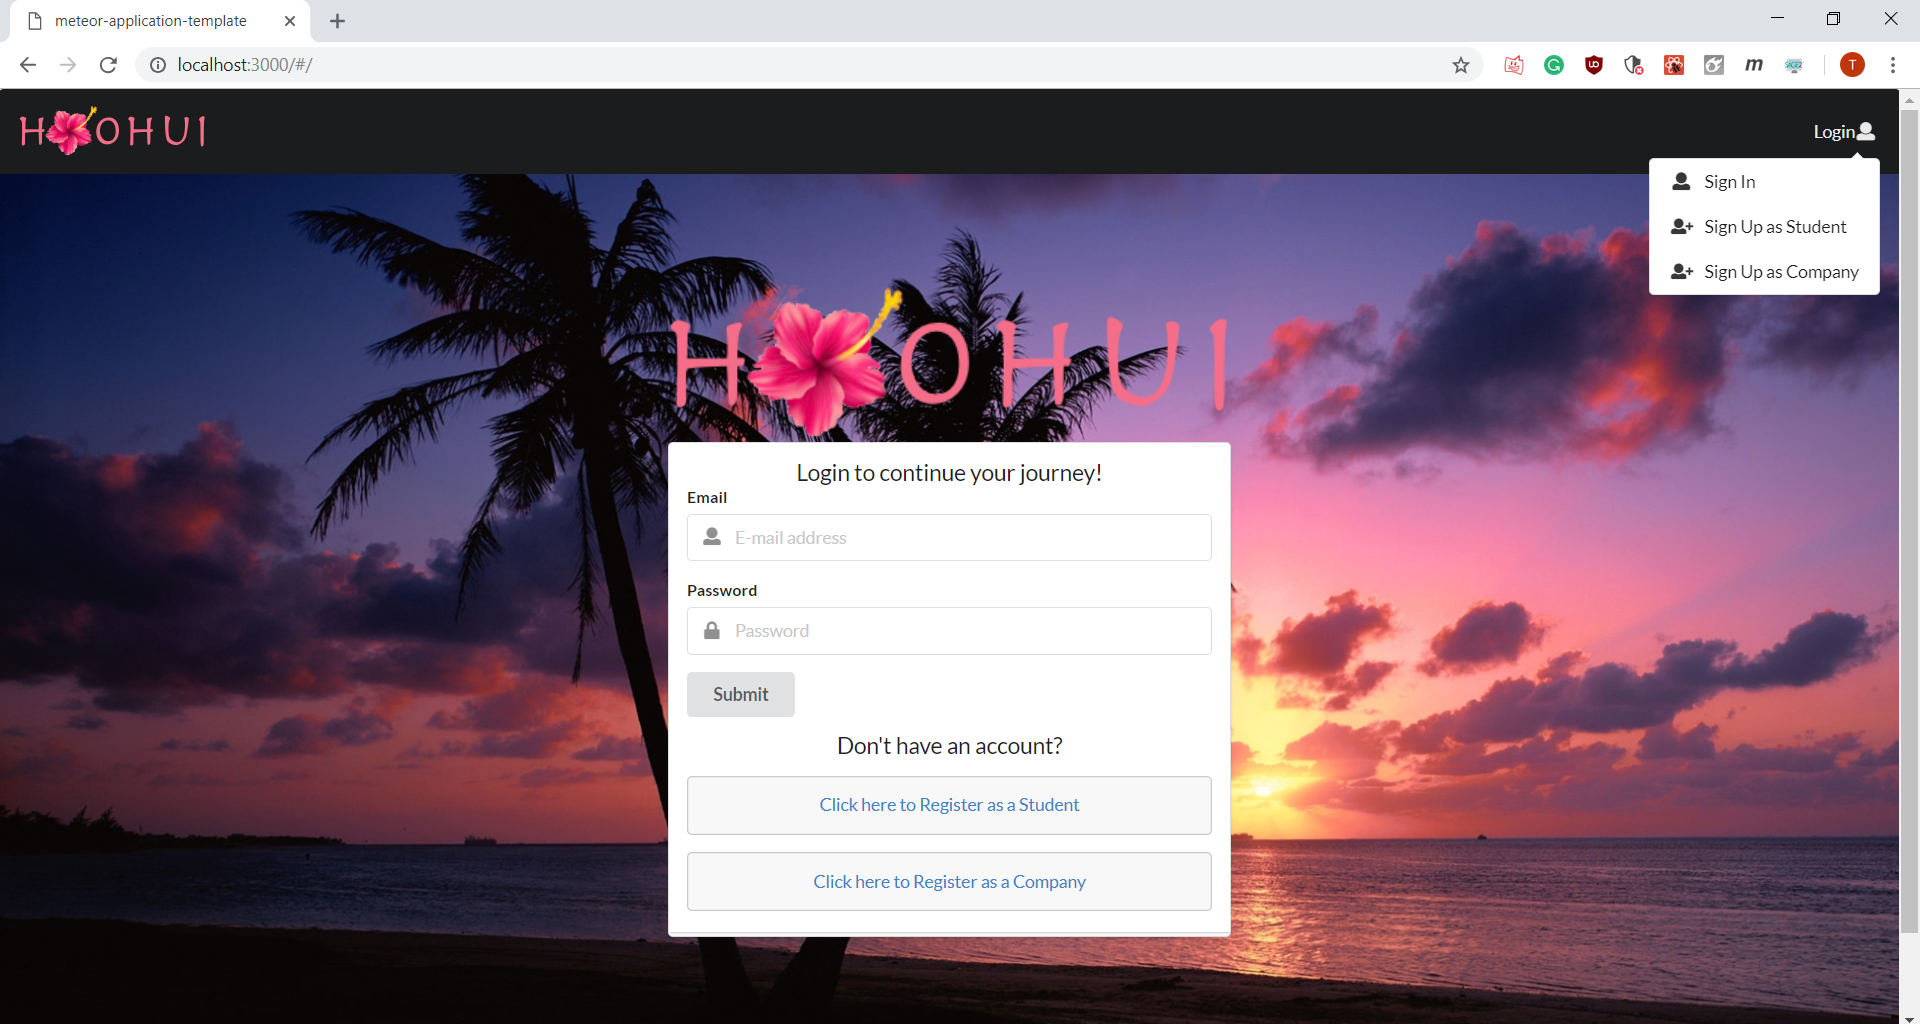 meteor-application-template
localhost:3000/#/
T
HOOHUI
Login
Sign In
Sign Up as Student
Sign Up as Company
HOOHUI
Login to continue your journey!
Email
E-mail address
Password
Password
Submit
Don't have an account?
Click here to Register as a Student
Click here to Register as a Company